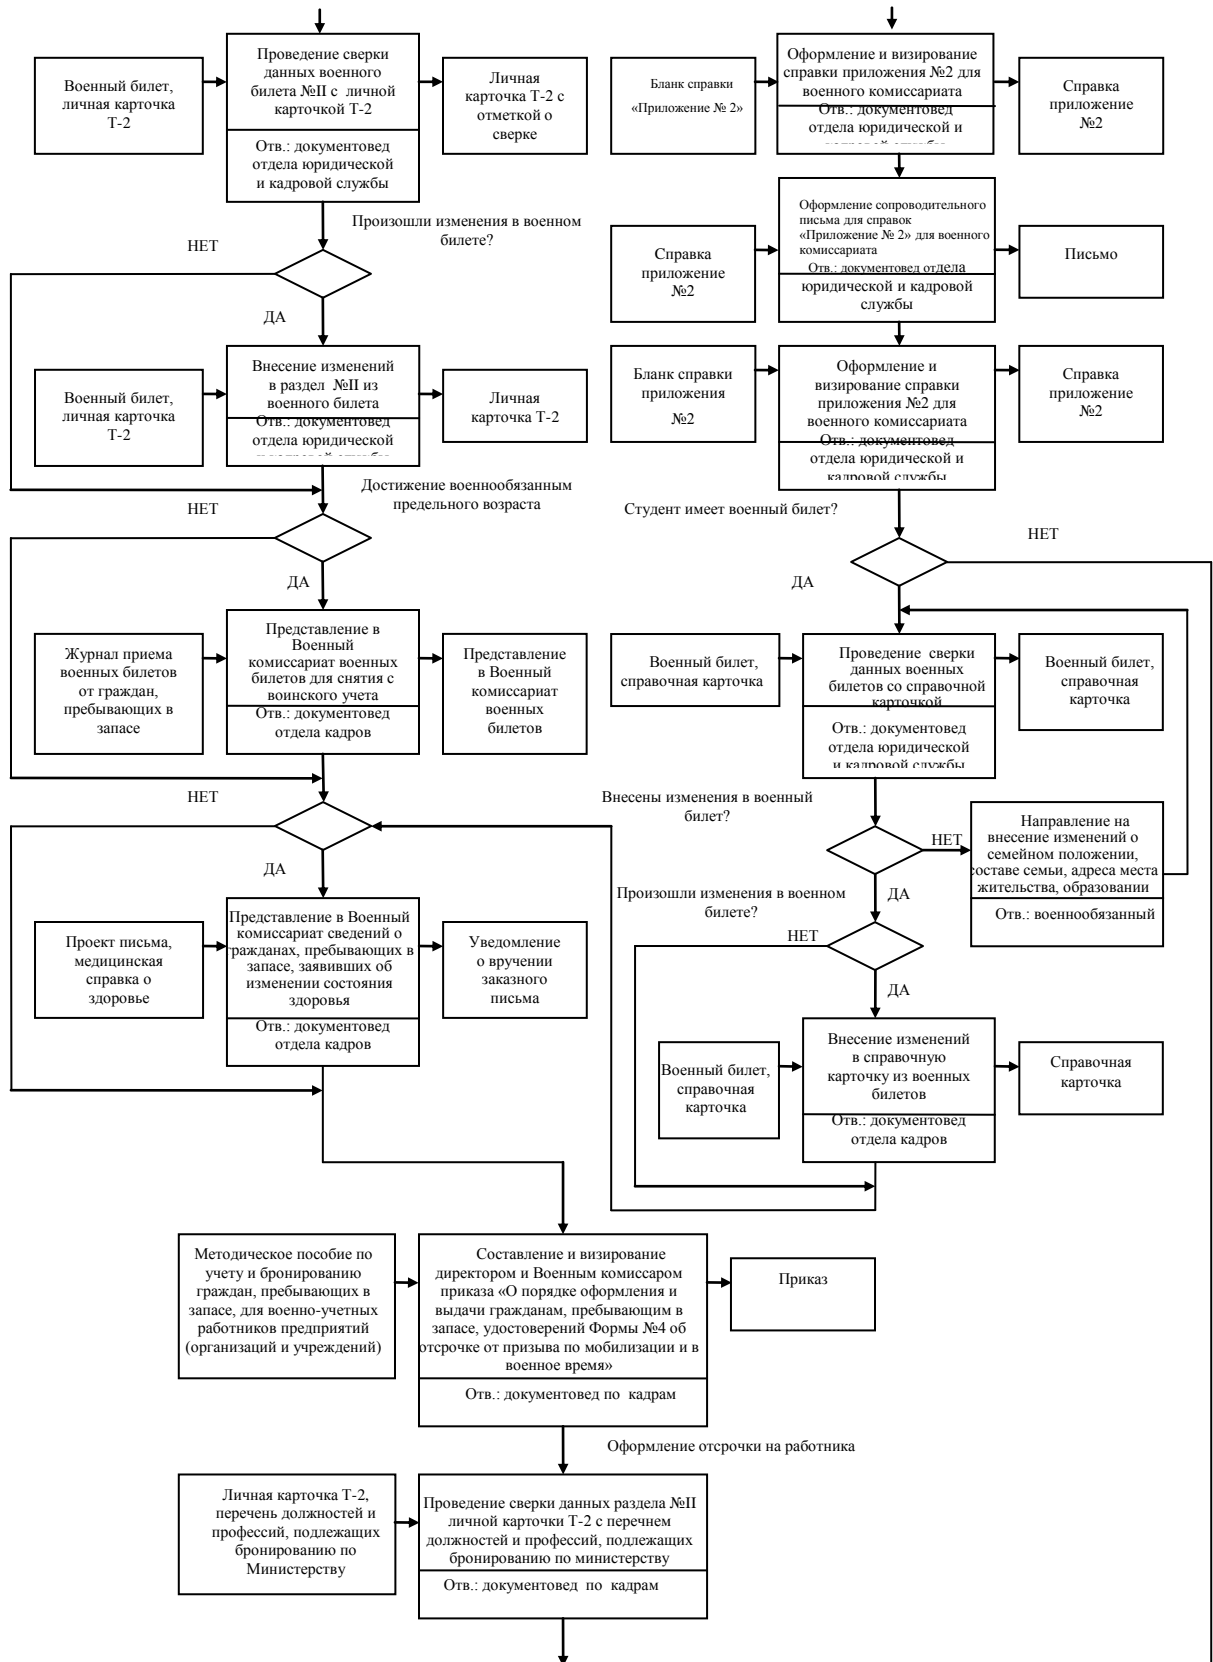 Военный билет,
личная карточка
Т-2
Проведение сверки
данных военного
билета №II с личной
карточкой Т-2
Отв.: документовед
отдела юридической
и кадровой службы
Личная
карточка Т-2 с
отметкой о
сверке
Произошли изменения в военном
билете?
НЕТ
ДА
Военный билет,
личная карточка
Т-2
Внесение изменений
в раздел №II из
военного билета
Отв.: документовед
отдела юридической
и кадровой службы
Личная
карточка Т-2
Достижение военнообязанным
предельного возраста
НЕТ
ДА
Журнал приема
военных билетов
от граждан,
пребывающих в
запасе
Представление в
Военный
комиссариат военных
билетов для снятия с
воинского учета
Отв.: документовед
отдела кадров
Представление
в Военный
комиссариат
военных
билетов
НЕТ
ДА
Проект письма,
медицинская
справка о
здоровье
Представление в Военный
комиссариат сведений о
гражданах, пребывающих в
запасе, заявивших об
изменении состояния
здоровья
Отв.: документовед
отдела кадров
Уведомление
о вручении
заказного
письма
Бланк справки
«Приложение № 2»
Оформление и визирование
справки приложения №2 для
военного комиссариата
Отв.: документовед
отдела юридической и
кадровой службы
Справка
приложение
№2
Справка
приложение
№2
Оформление сопроводительного
письма для справок
«Приложение № 2» для военного
комиссариата
Отв.: документовед отдела
юридической и кадровой
службы
Письмо
Бланк справки
приложения
№2
Оформление и
визирование справки
приложения №2 для
военного комиссариата
Отв.: документовед
отдела юридической и
кадровой службы
Справка
приложение
№2
Студент имеет военный билет?
НЕТ
ДА
Военный билет,
справочная карточка
Проведение сверки
данных военных
билетов со справочной
карточкой
Отв.: документовед
отдела юридической
и кадровой службы
Военный билет,
справочная
карточка
Внесены изменения в военный
билет?
НЕТ
Направление на
внесение изменений о
семейном положении,
составе семьи, адреса места
жительства, образовании
Отв.: военнообязанный
ДА
Произошли изменения в военном
билете?
НЕТ
ДА
Военный билет,
справочная
карточка
Внесение изменений
в справочную
карточку из военных
билетов
Отв.: документовед
отдела кадров
Справочная
карточка
Методическое пособие по
учету и бронированию
граждан, пребывающих в
запасе, для военно-учетных
работников предприятий
(организаций и учреждений)
Составление и визирование
директором и Военным комиссаром
приказа «О порядке оформления и
выдачи гражданам, пребывающим в
запасе, удостоверений Формы №4 об
отсрочке от призыва по мобилизации и в
военное время»
Отв.: документовед по кадрам
Приказ
Оформление отсрочки на работника
Личная карточка Т-2,
перечень должностей и
профессий, подлежащих
бронированию по
Министерству
Проведение сверки данных раздела №II
личной карточки Т-2 с перечнем
должностей и профессий, подлежащих
бронированию по министерству
Отв.: документовед по кадрам